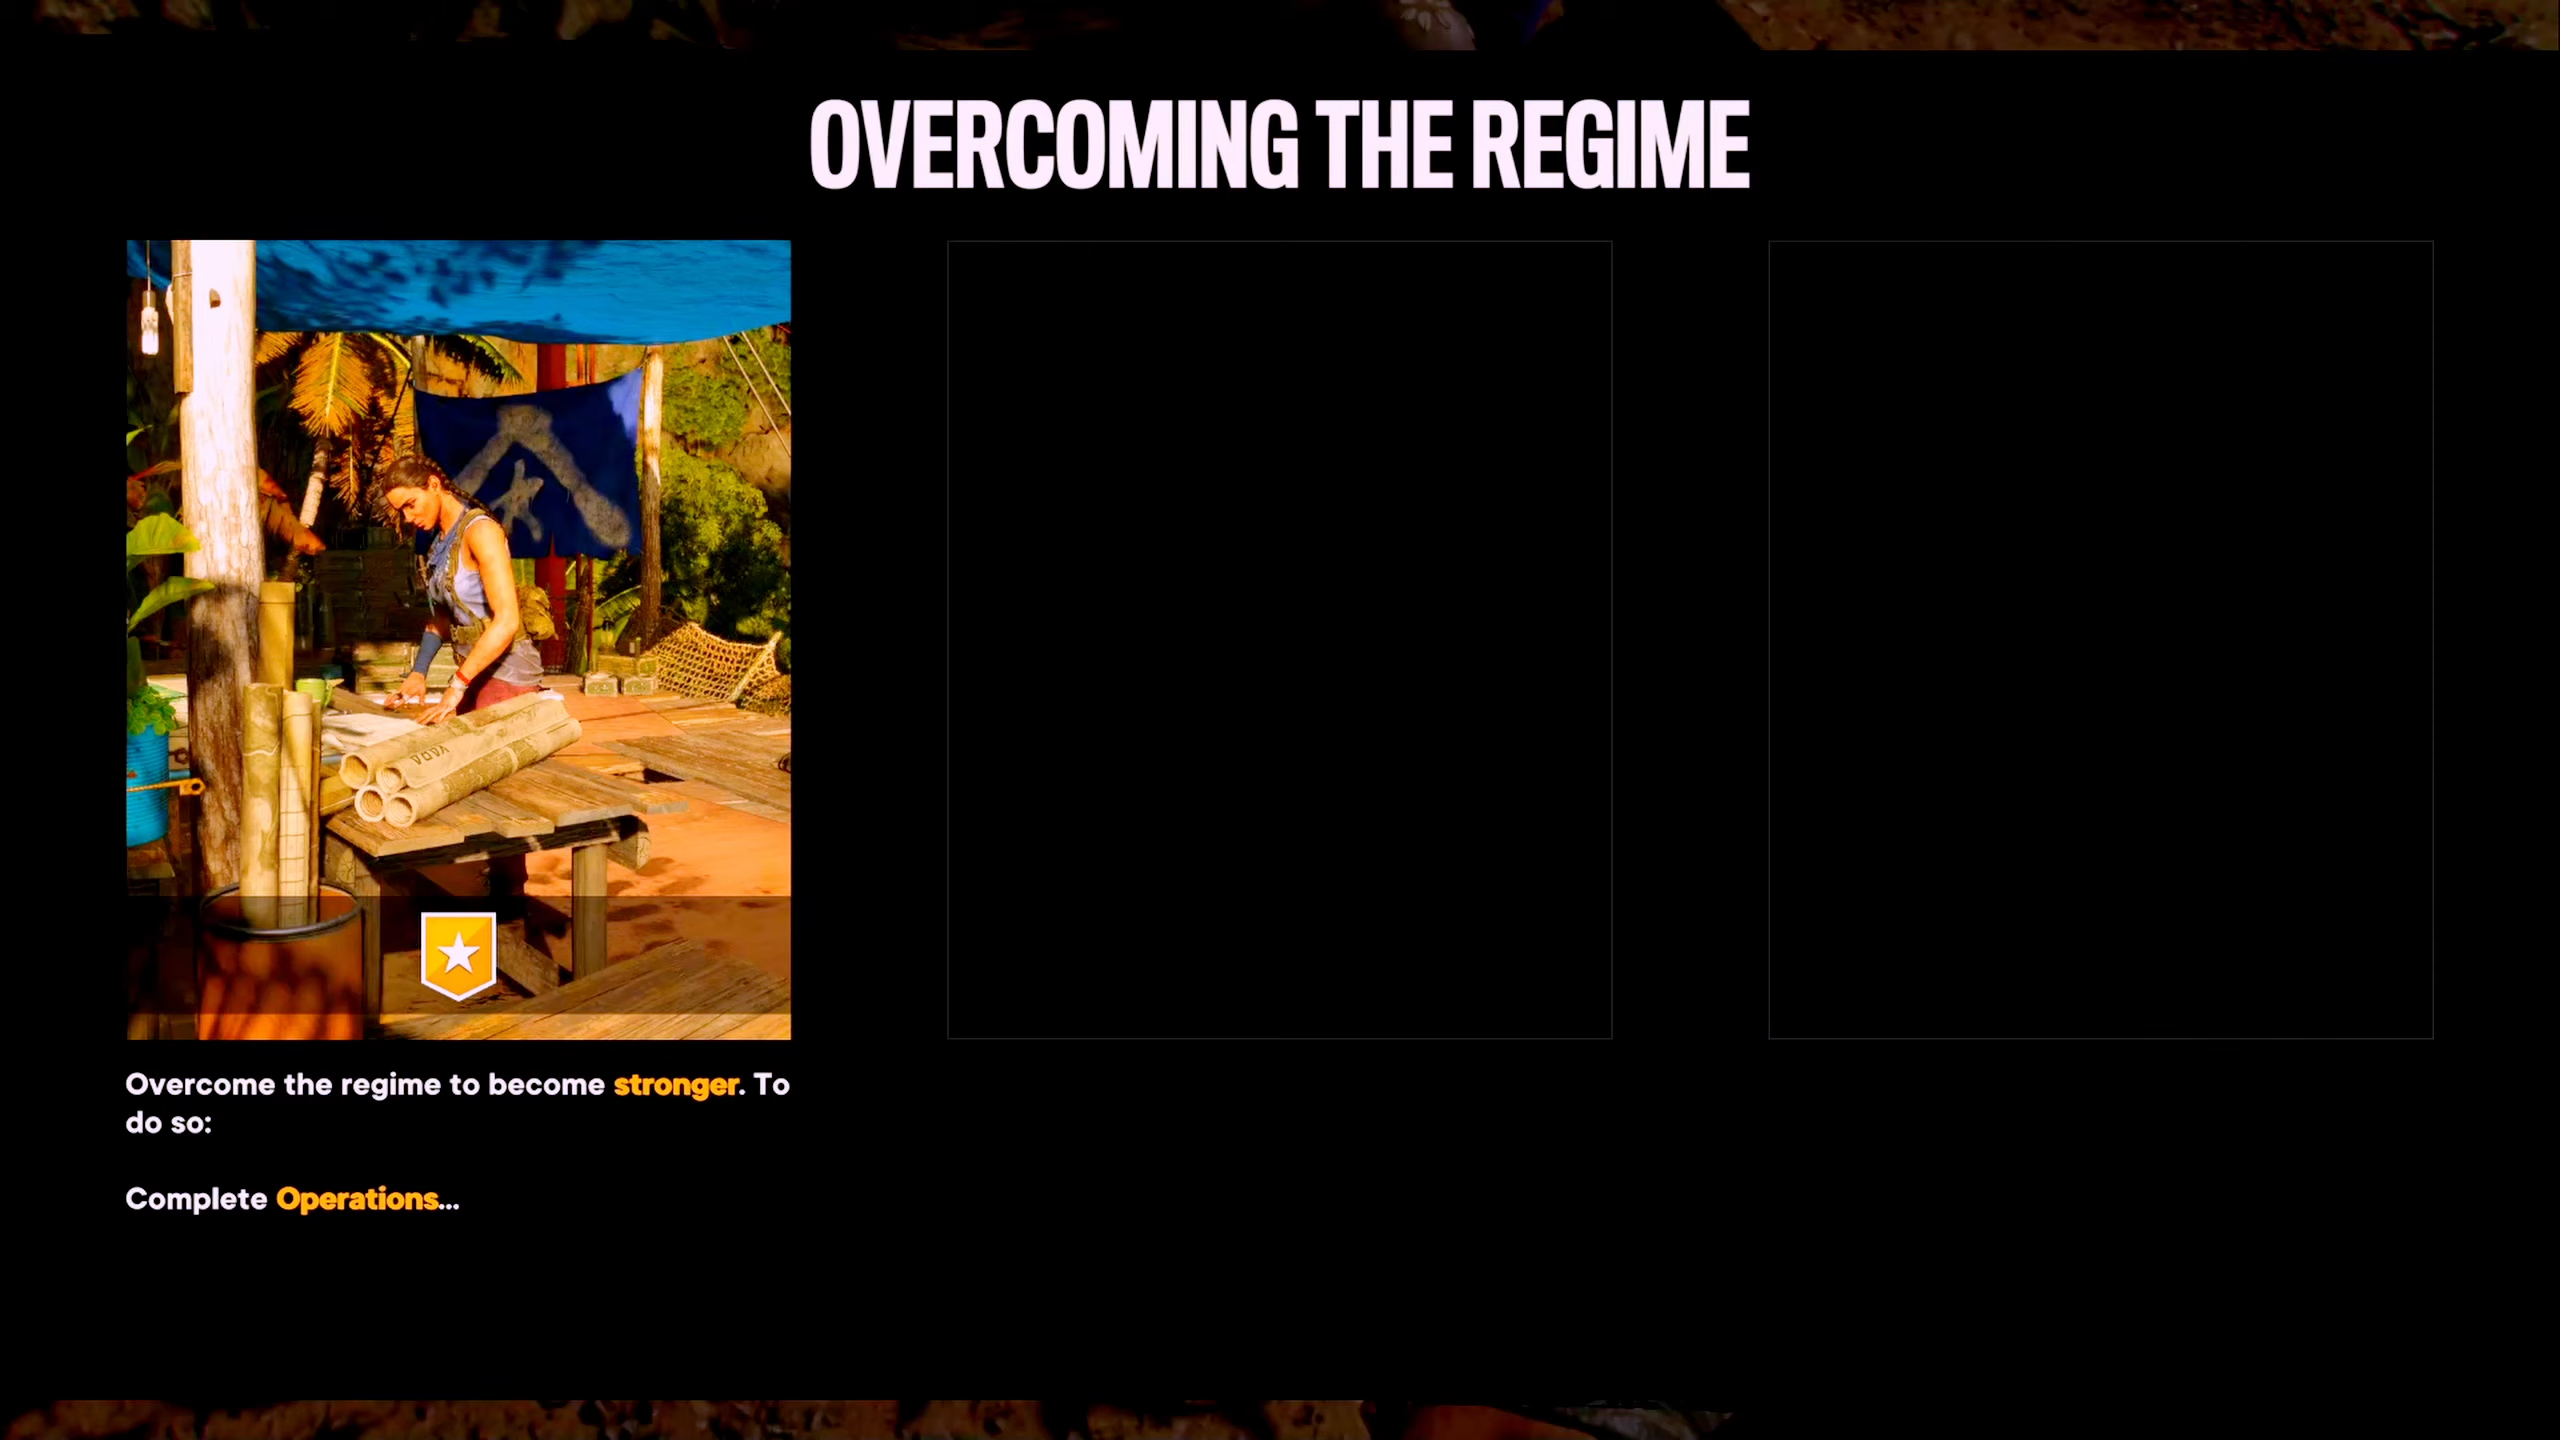 OVERCOMING THE REGIME
Overcome the regime to become stronger. To
do so:
Complete Operations...